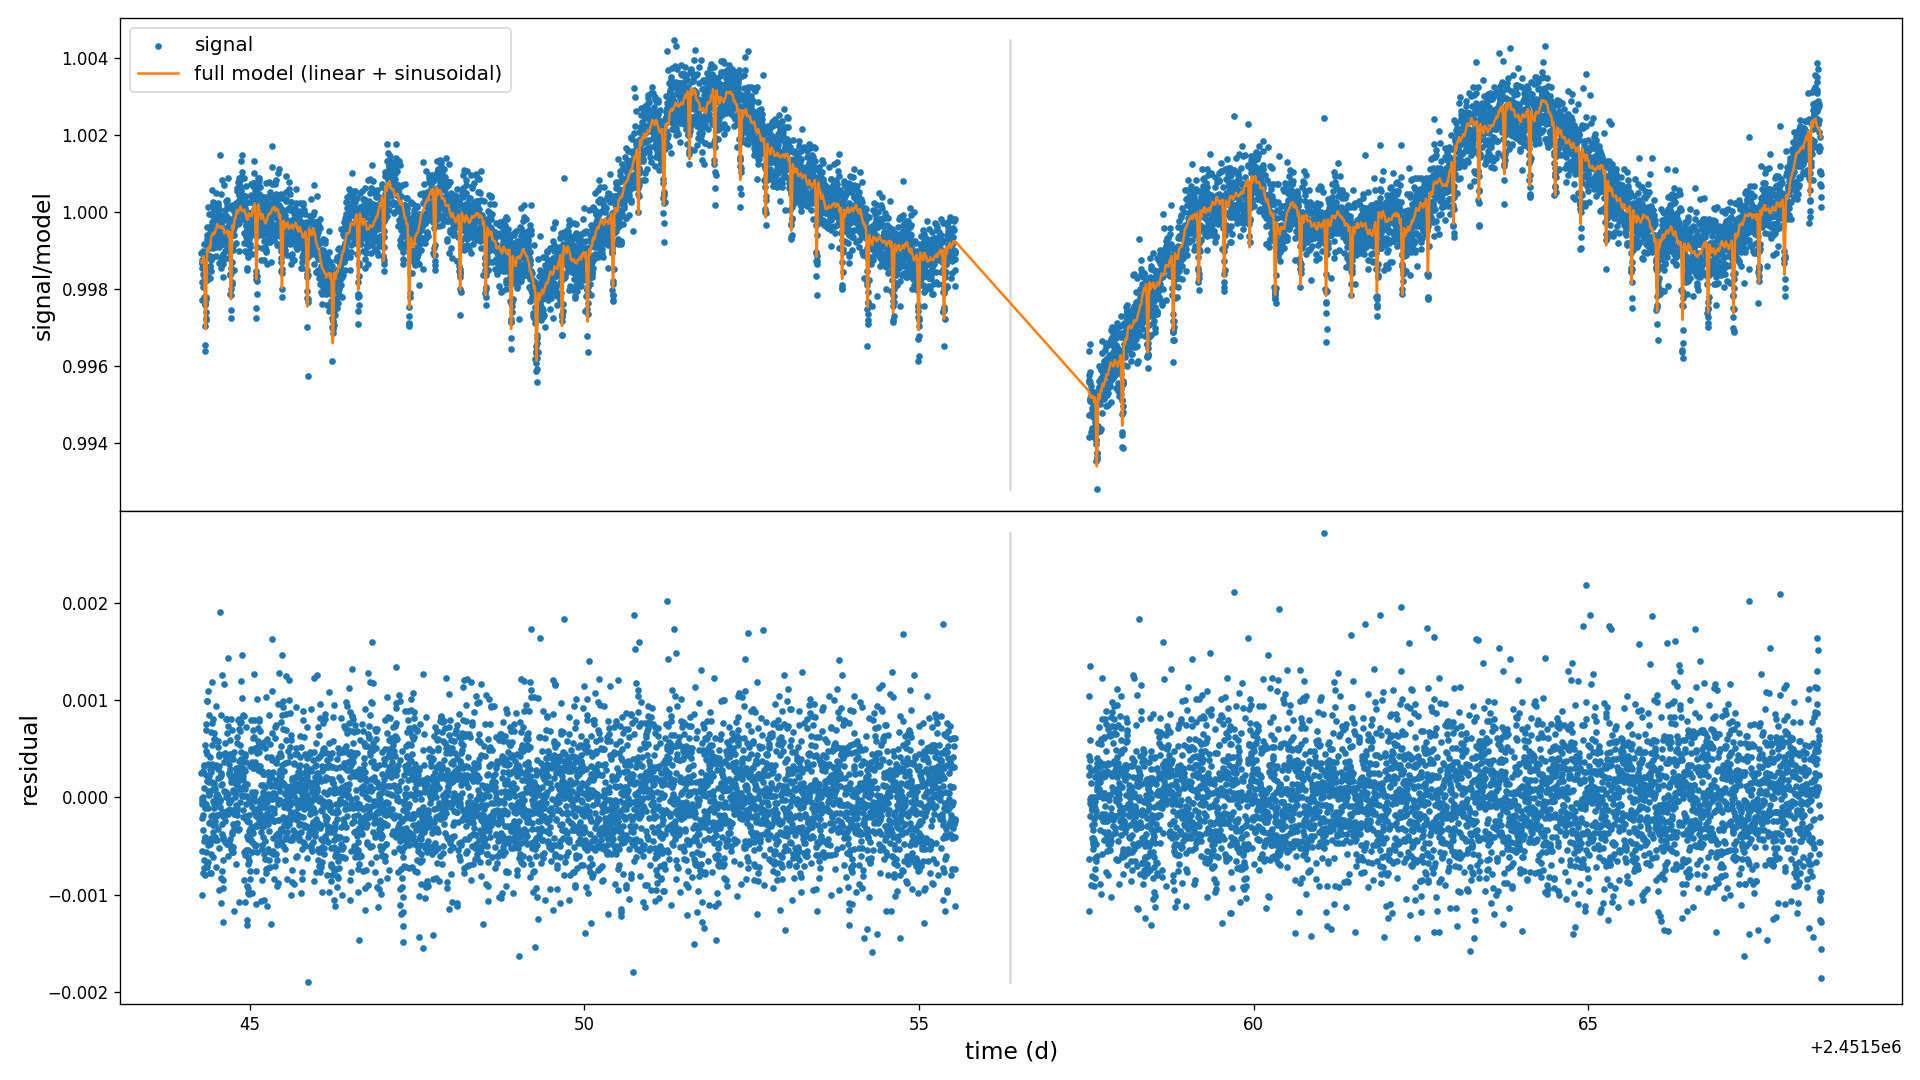 signal
full model (linear + sinusoidal)
1.004
1.002
1.000
0.998
0.996
0.994
signal/model
0.002
0.001
0.000
−0.001
−0.002
residual
45
50
55
60
65
time (d)
+2.4515e6